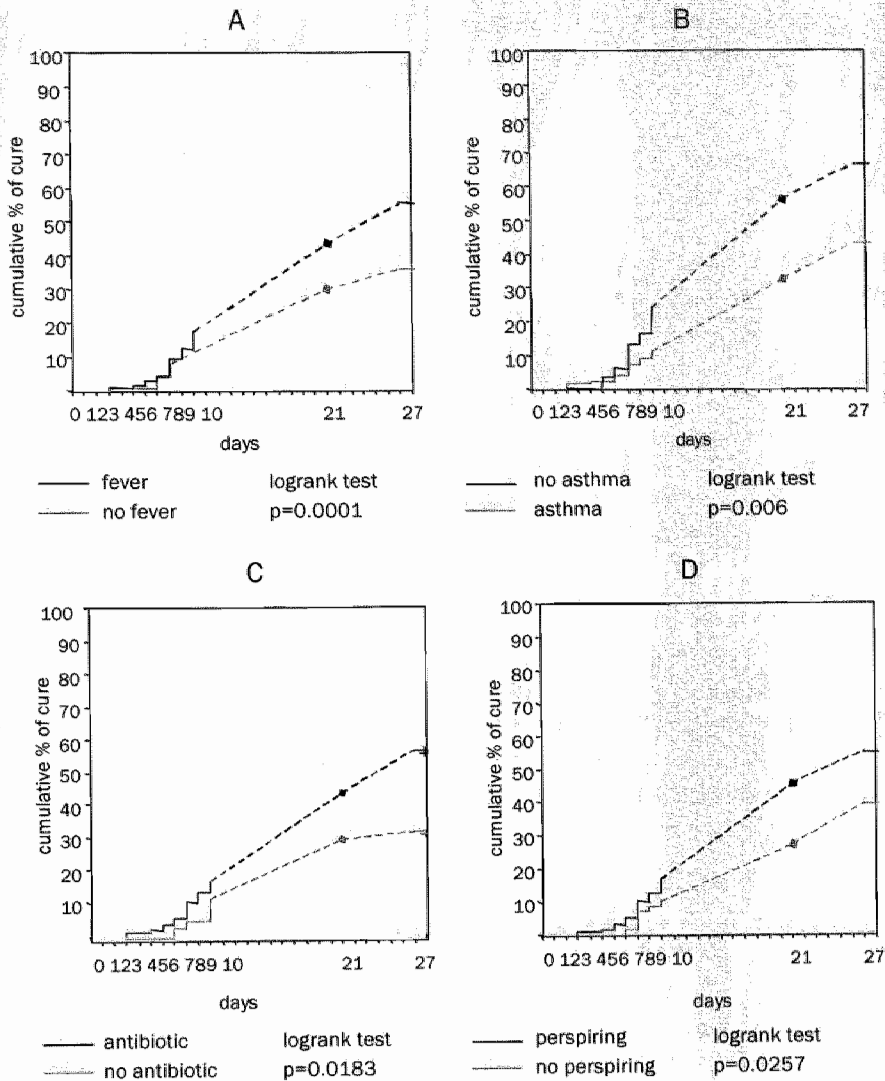 A
100
90
80
70
60
50
40
30
20
10
cumulative % of cure
0 123 456 789 10 21 27
days
fever logrank test
no fever p=0.0001
B
100
90
80
70
60
50
40
30
20
10
cumulative % of cure
0 123 456 789 10 21 27
days
no asthma logrank test
asthma p=0.006
C
100
90
80
70
60
50
40
30
20
10
cumulative % of cure
0 123 456 789 10 21 27
days
antibiotic logrank test
no antibiotic p=0.0183
D
100
90
80
70
60
50
40
30
20
10
cumulative % of cure
0 123 456 789 10 21 27
days
perspiring logrank test
no perspiring p=0.0257